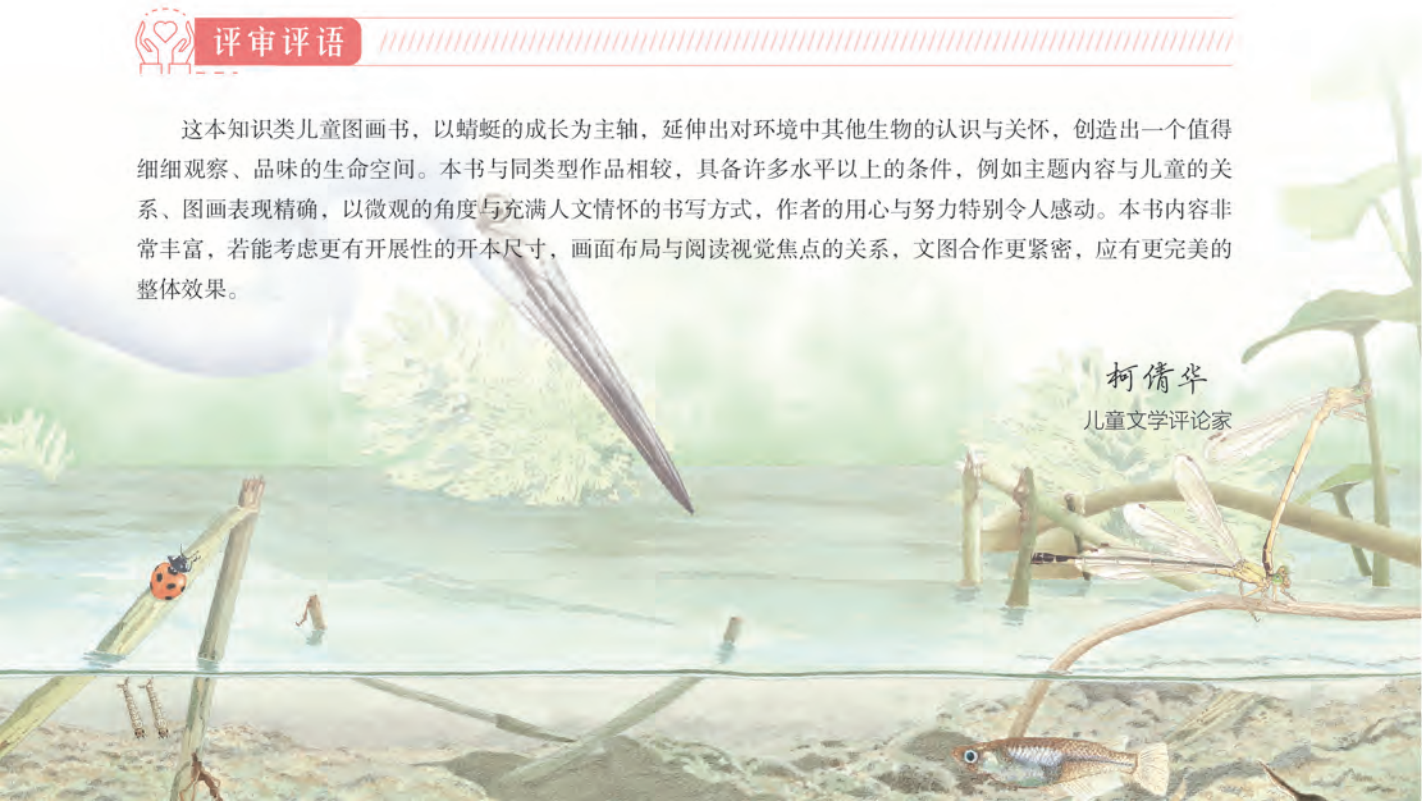 评审评语
这本知识类儿童图画书，以蜻蜓的成长为主轴，延伸出对环境中其他生物的认识与关怀，创造出一个值得
细细观察、品味的生命空间。本书与同类型作品相较，具备许多水平以上的条件，例如主题内容与儿童的关
系、图画表现精确，以微观的角度与充满人文情怀的书写方式，作者的用心与努力特别令人感动。本书内容非
常丰富，若能考虑更有开展性的开本尺寸，画面布局与阅读视觉焦点的关系，文图合作更紧密，应有更完美的
整体效果。
柯倩华
儿童文学评论家